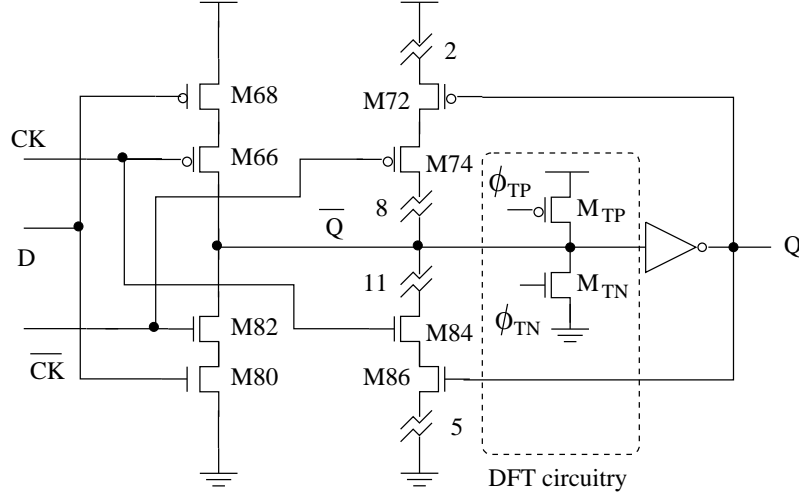 2
M68
M72
CK
M66
M74
ϕTP
MTP
8
Q̅
Q
D
11
MTN
ϕTN
M82
M84
C̅K̅
M80
M86
5
DFT circuitry